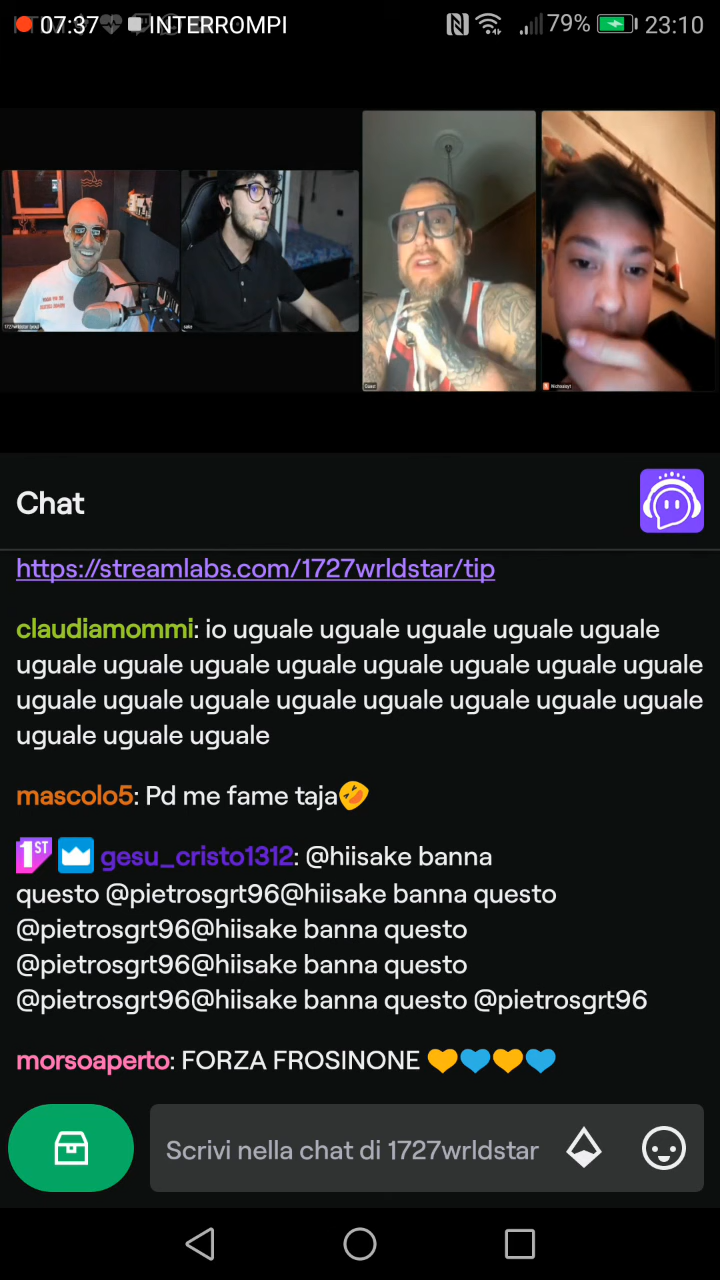 07:37 INTERROMPI 79% 23:10
sake
Guest
Chat
https://streamlabs.com/1727wrldstar/tip
claudiamommi: io uguale uguale uguale uguale uguale
uguale uguale uguale uguale uguale uguale uguale uguale
uguale uguale uguale uguale uguale uguale uguale uguale
uguale uguale uguale
mascolo5: Pd me fame taja🤣
1ST gesu_cristo1312: @hiisake banna
questo @pietrosgrt96@hiisake banna questo
@pietrosgrt96@hiisake banna questo
@pietrosgrt96@hiisake banna questo
@pietrosgrt96@hiisake banna questo @pietrosgrt96
morsoaperto: FORZA FROSINONE 💛💙💛💙
Scrivi nella chat di 1727wrldstar